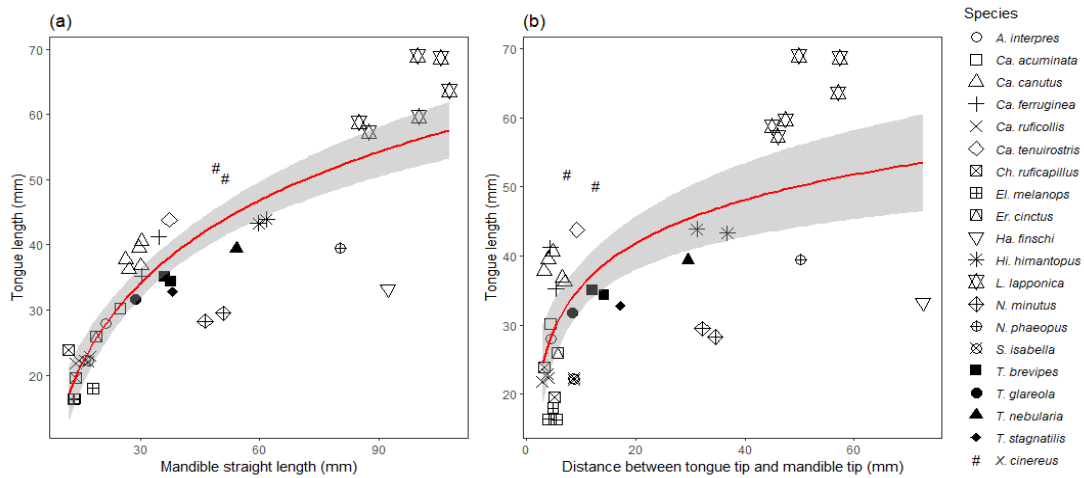 (a)
(b)
Species
70
60
50
40
30
20
Tongue length (mm)
30
60
90
Mandible straight length (mm)
70
60
50
40
30
20
10
Tongue length (mm)
0
20
40
60
Distance between tongue tip and mandible tip (mm)
A. interpres
Ca. acuminata
Ca. canutus
Ca. ferruginea
Ca. ruficollis
Ca. tenuirostris
Ch. ruficapillus
El. melanops
Er. cinctus
Ha. finschi
Hi. himantopus
L. lapponica
N. minutus
N. phaeopus
S. isabella
T. brevipes
T. glareola
T. nebularia
T. stagnatilis
# X. cinereus